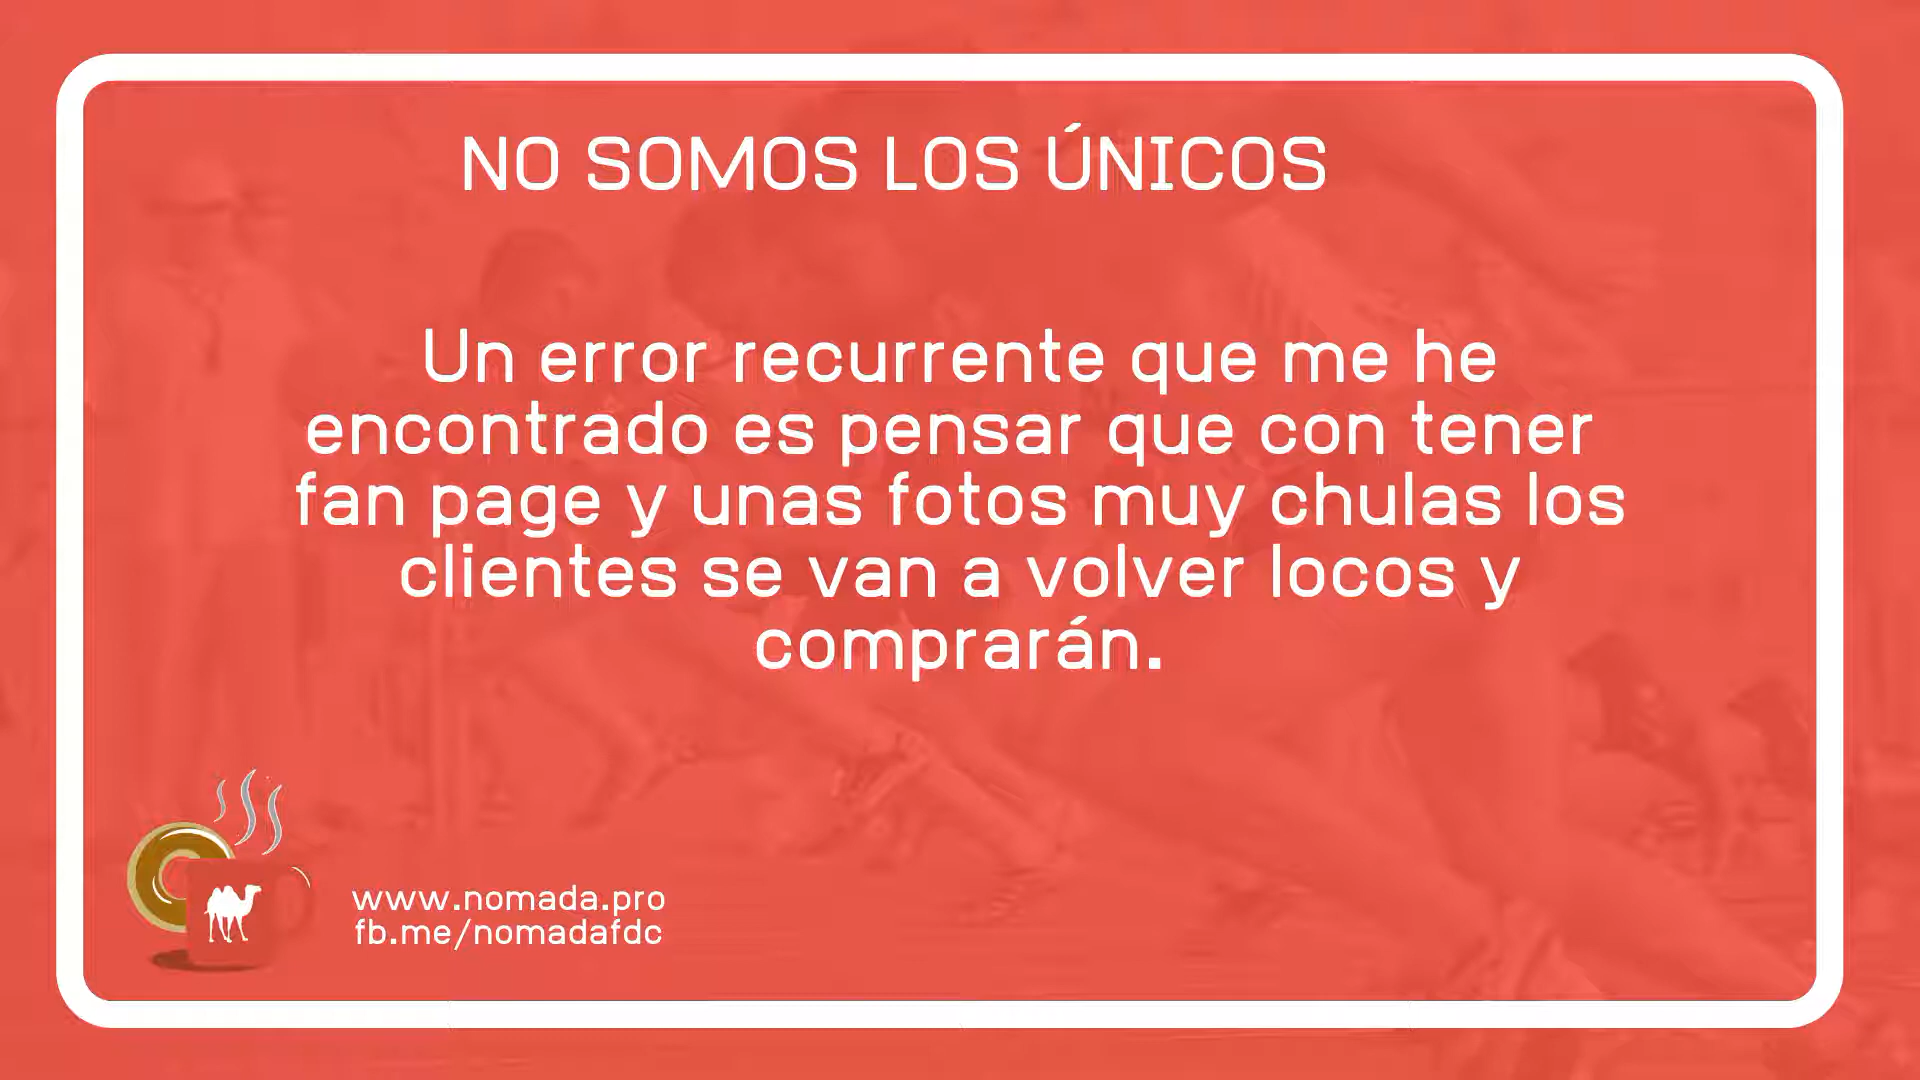 NO SOMOS LOS ÚNICOS
Un error recurrente que me he
encontrado es pensar que con tener
fan page y unas fotos muy chulas los
clientes se van a volver locos y
comprarán.
www.nomada.pro
fb.me/nomadafdc